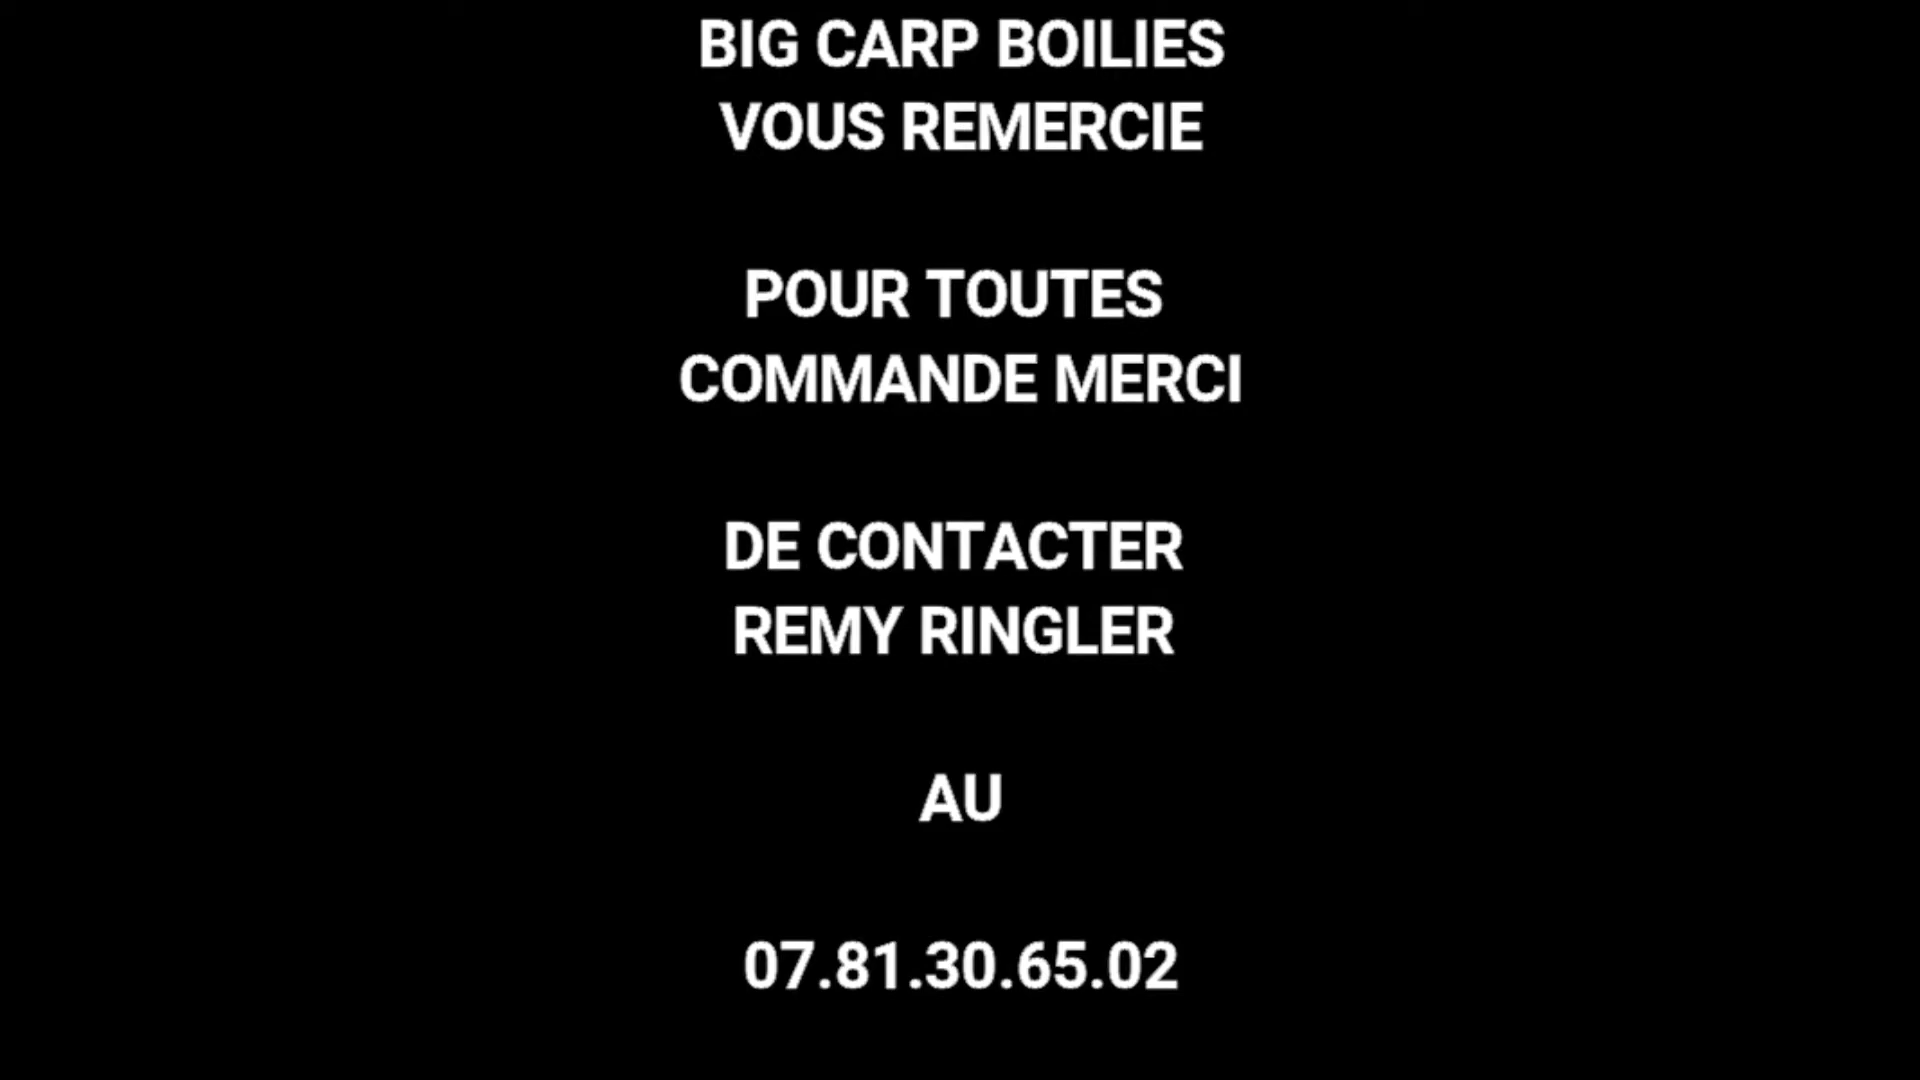 BIG CARP BOILIES
VOUS REMERCIE
POUR TOUTES
COMMANDE MERCI
DE CONTACTER
REMY RINGLER
AU
07.81.30.65.02